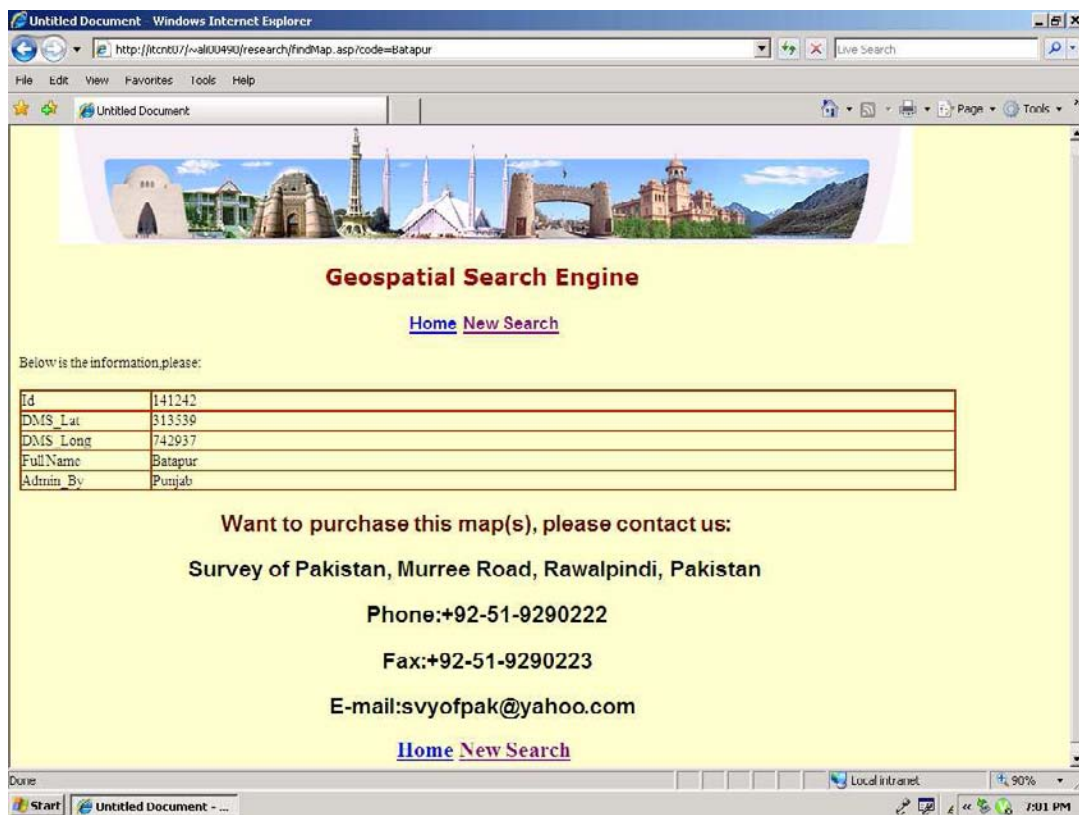 Untitled Document - Windows Internet Explorer
http://itcnt07/~ali00490/research/findMap.asp?code=Batapur
Live Search
File Edit View Favorites Tools Help
Untitled Document
Page Tools
Geospatial Search Engine
Home New Search
Below is the information,please:
Id 141242
DMS_Lat 313539
DMS_Long 742937
Full Name Batapur
Admin_By Punjab
Want to purchase this map(s), please contact us:
Survey of Pakistan, Murree Road, Rawalpindi, Pakistan
Phone:+92-51-9290222
Fax:+92-51-9290223
E-mail:svyofpak@yahoo.com
Home New Search
Done Local intranet 90%
Start Untitled Document - ... 7:01 PM